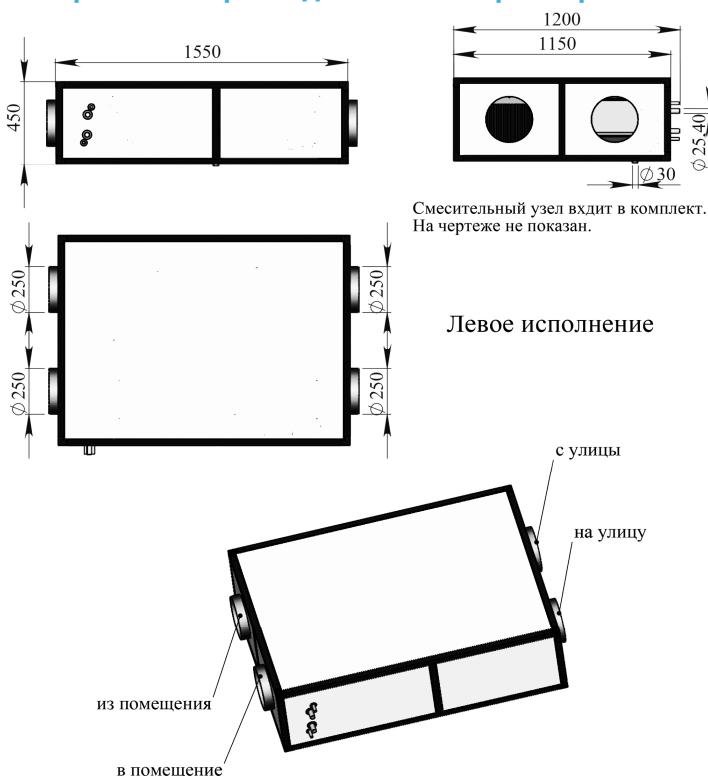 1550
450
1200
1150
Ø 25,40
Ø 30
Смесительный узел вхдит в комплект.
На чертеже не показан.
Ø 250
Ø 250
Ø 250
Ø 250
Левое исполнение
с улицы
на улицу
из помещения
в помещение